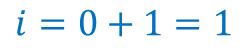 i = 0 + 1 = 1